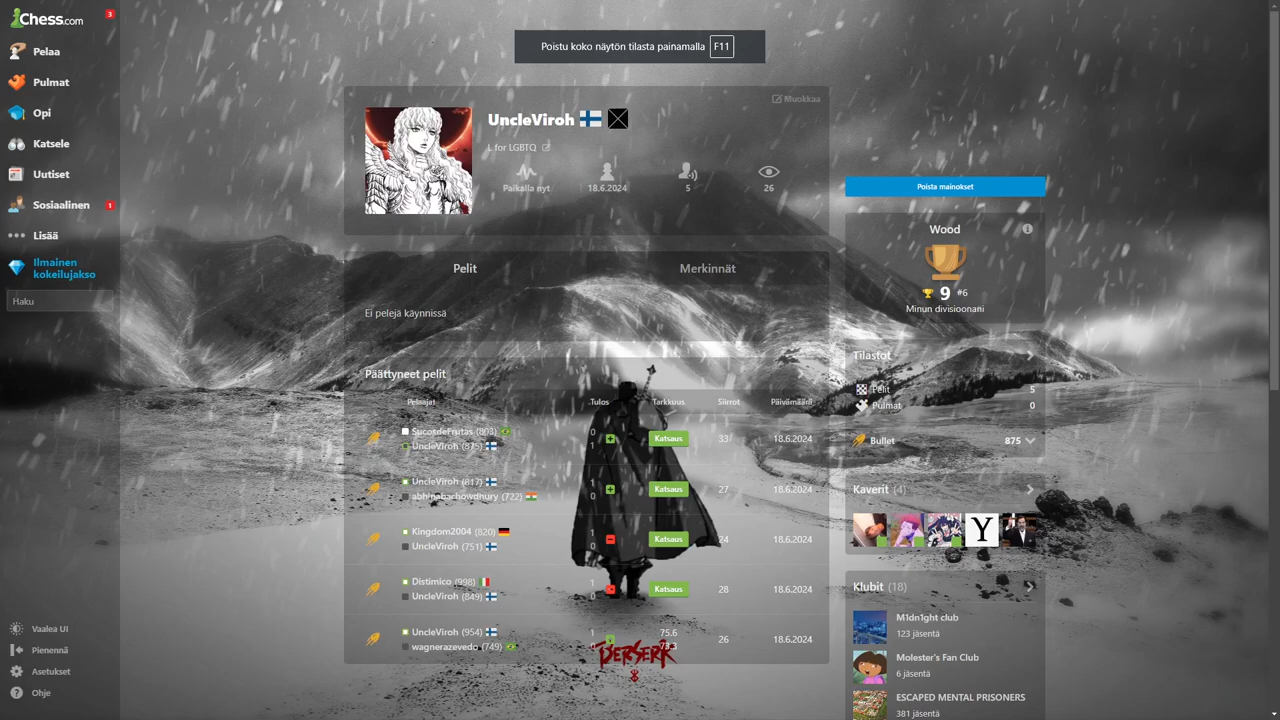 Chess.com
3
Pelaa
Pulmat
Opi
Katsele
Uutiset
Sosiaalinen 1
Lisää
Ilmainen
kokeilujakso
Haku
Vaalea UI
Pienennä
Asetukset
Ohje
Poistu koko näytön tilasta painamalla F11
Muokkaa
UncleViroh
L for LGBTQ
Paikalla nyt
18.6.2024
5
26
Pelit
Merkinnät
Ei pelejä käynnissä
Päättyneet pelit
Pelaajat Tulos Tarkkuus Siirrot Päivämäärä
SucosdeFrutas (803) 0
UncleViroh (875) 1
Katsaus 33 18.6.2024
UncleViroh (817) 1
abhinabachowdhury (722) 0
Katsaus 27 18.6.2024
Kingdom2004 (820) 1
UncleViroh (751) 0
Katsaus 24 18.6.2024
Distimico (998) 1
UncleViroh (849) 0
Katsaus 28 18.6.2024
UncleViroh (954) 1 75.6
wagnerazevedo (749) 0 73.3
26 18.6.2024
BERSERK
Poista mainokset
Wood
9 #6
Minun divisioonani
Tilastot
Pelit 5
Pulmat 0
Bullet 875
Kaverit (4)
Y
Klubit (18)
M1dn1ght club
123 jäsentä
Molester's Fan Club
6 jäsentä
ESCAPED MENTAL PRISONERS
381 jäsentä